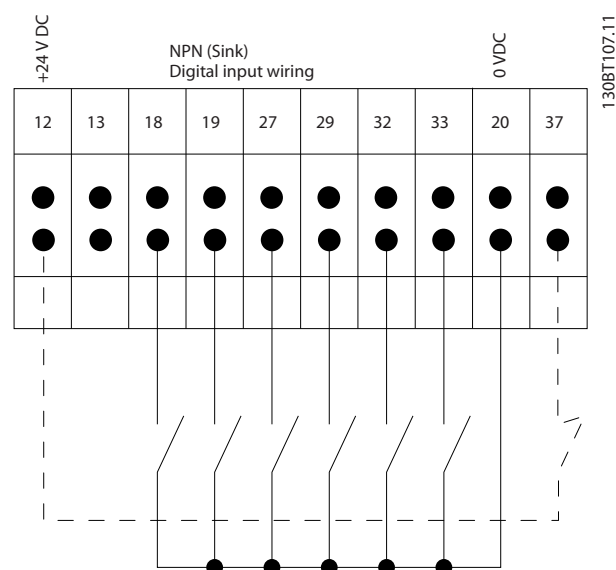 +24 V DC
NPN (Sink)
Digital input wiring
0 VDC
130BT107.11
12 13 18 19 27 29 32 33 20 37